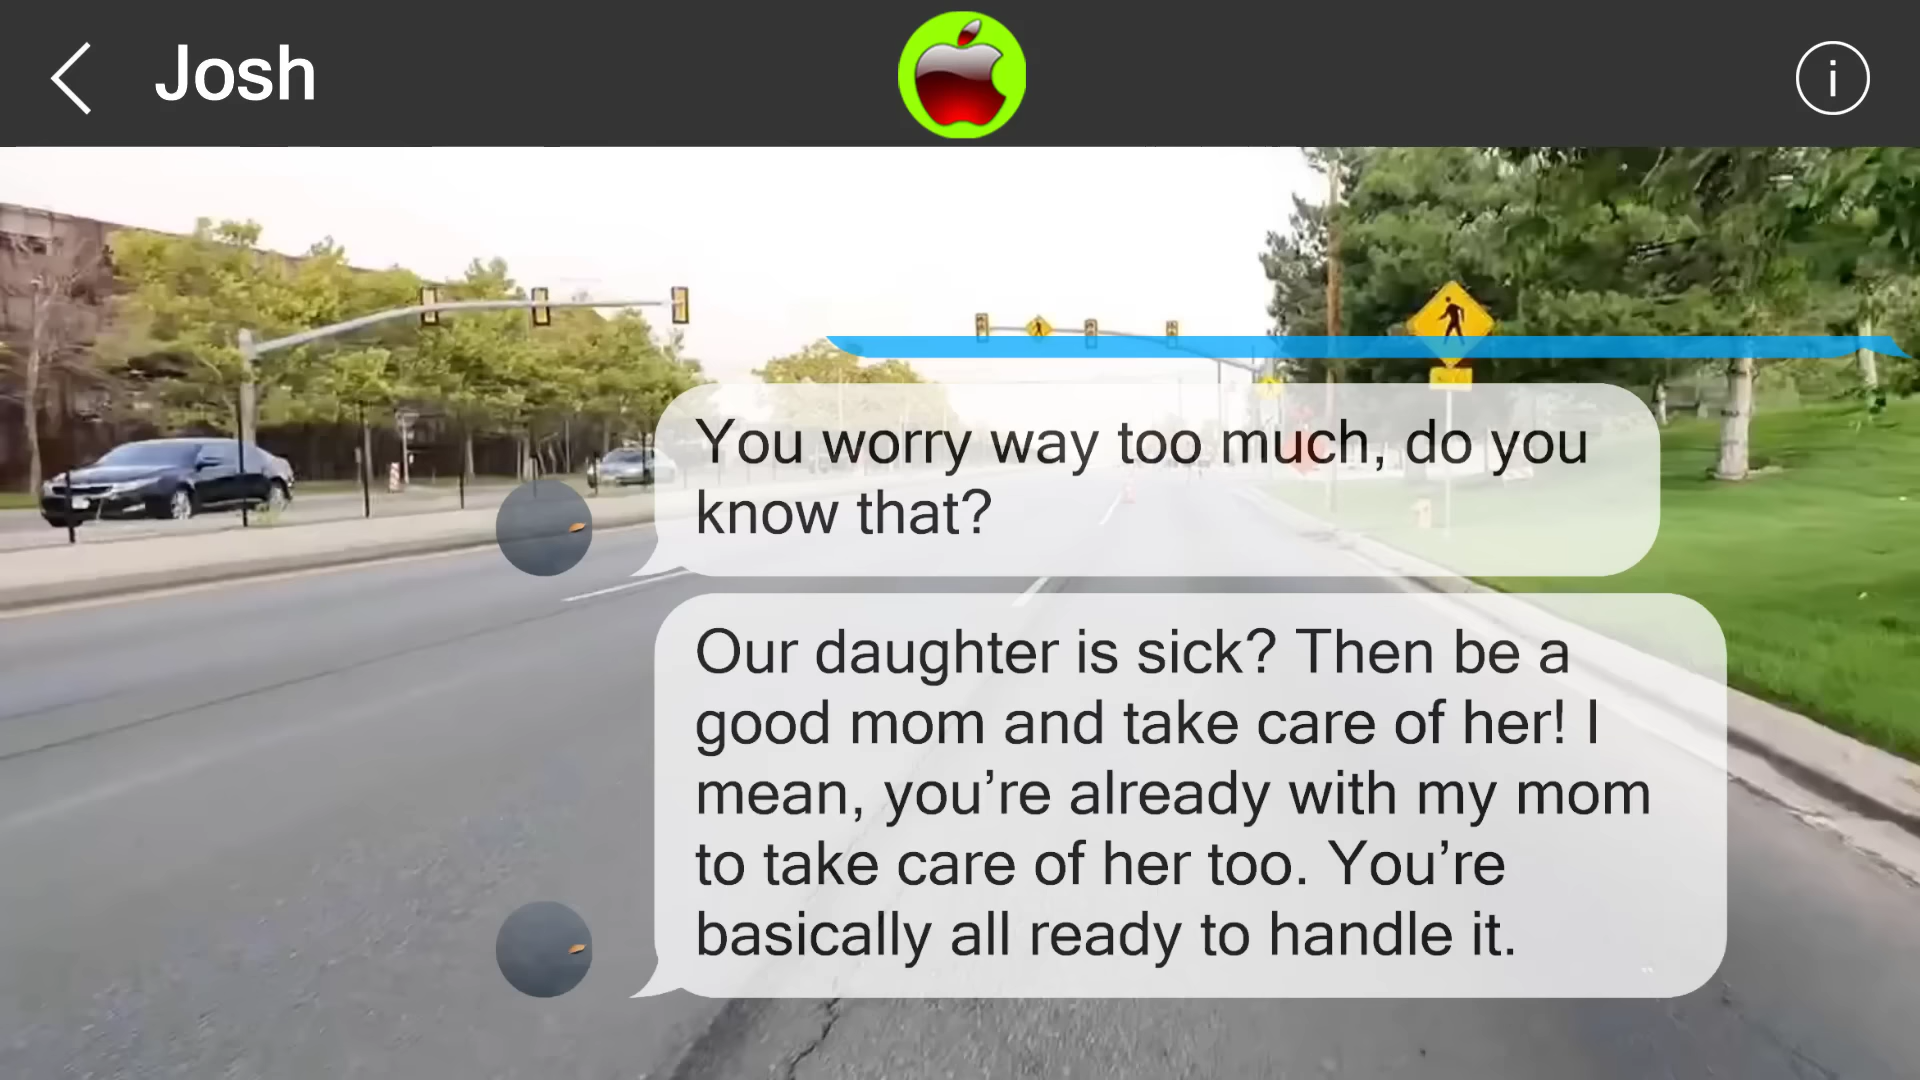 Josh
i
You worry way too much, do you
know that?
Our daughter is sick? Then be a
good mom and take care of her! I
mean, you’re already with my mom
to take care of her too. You’re
basically all ready to handle it.